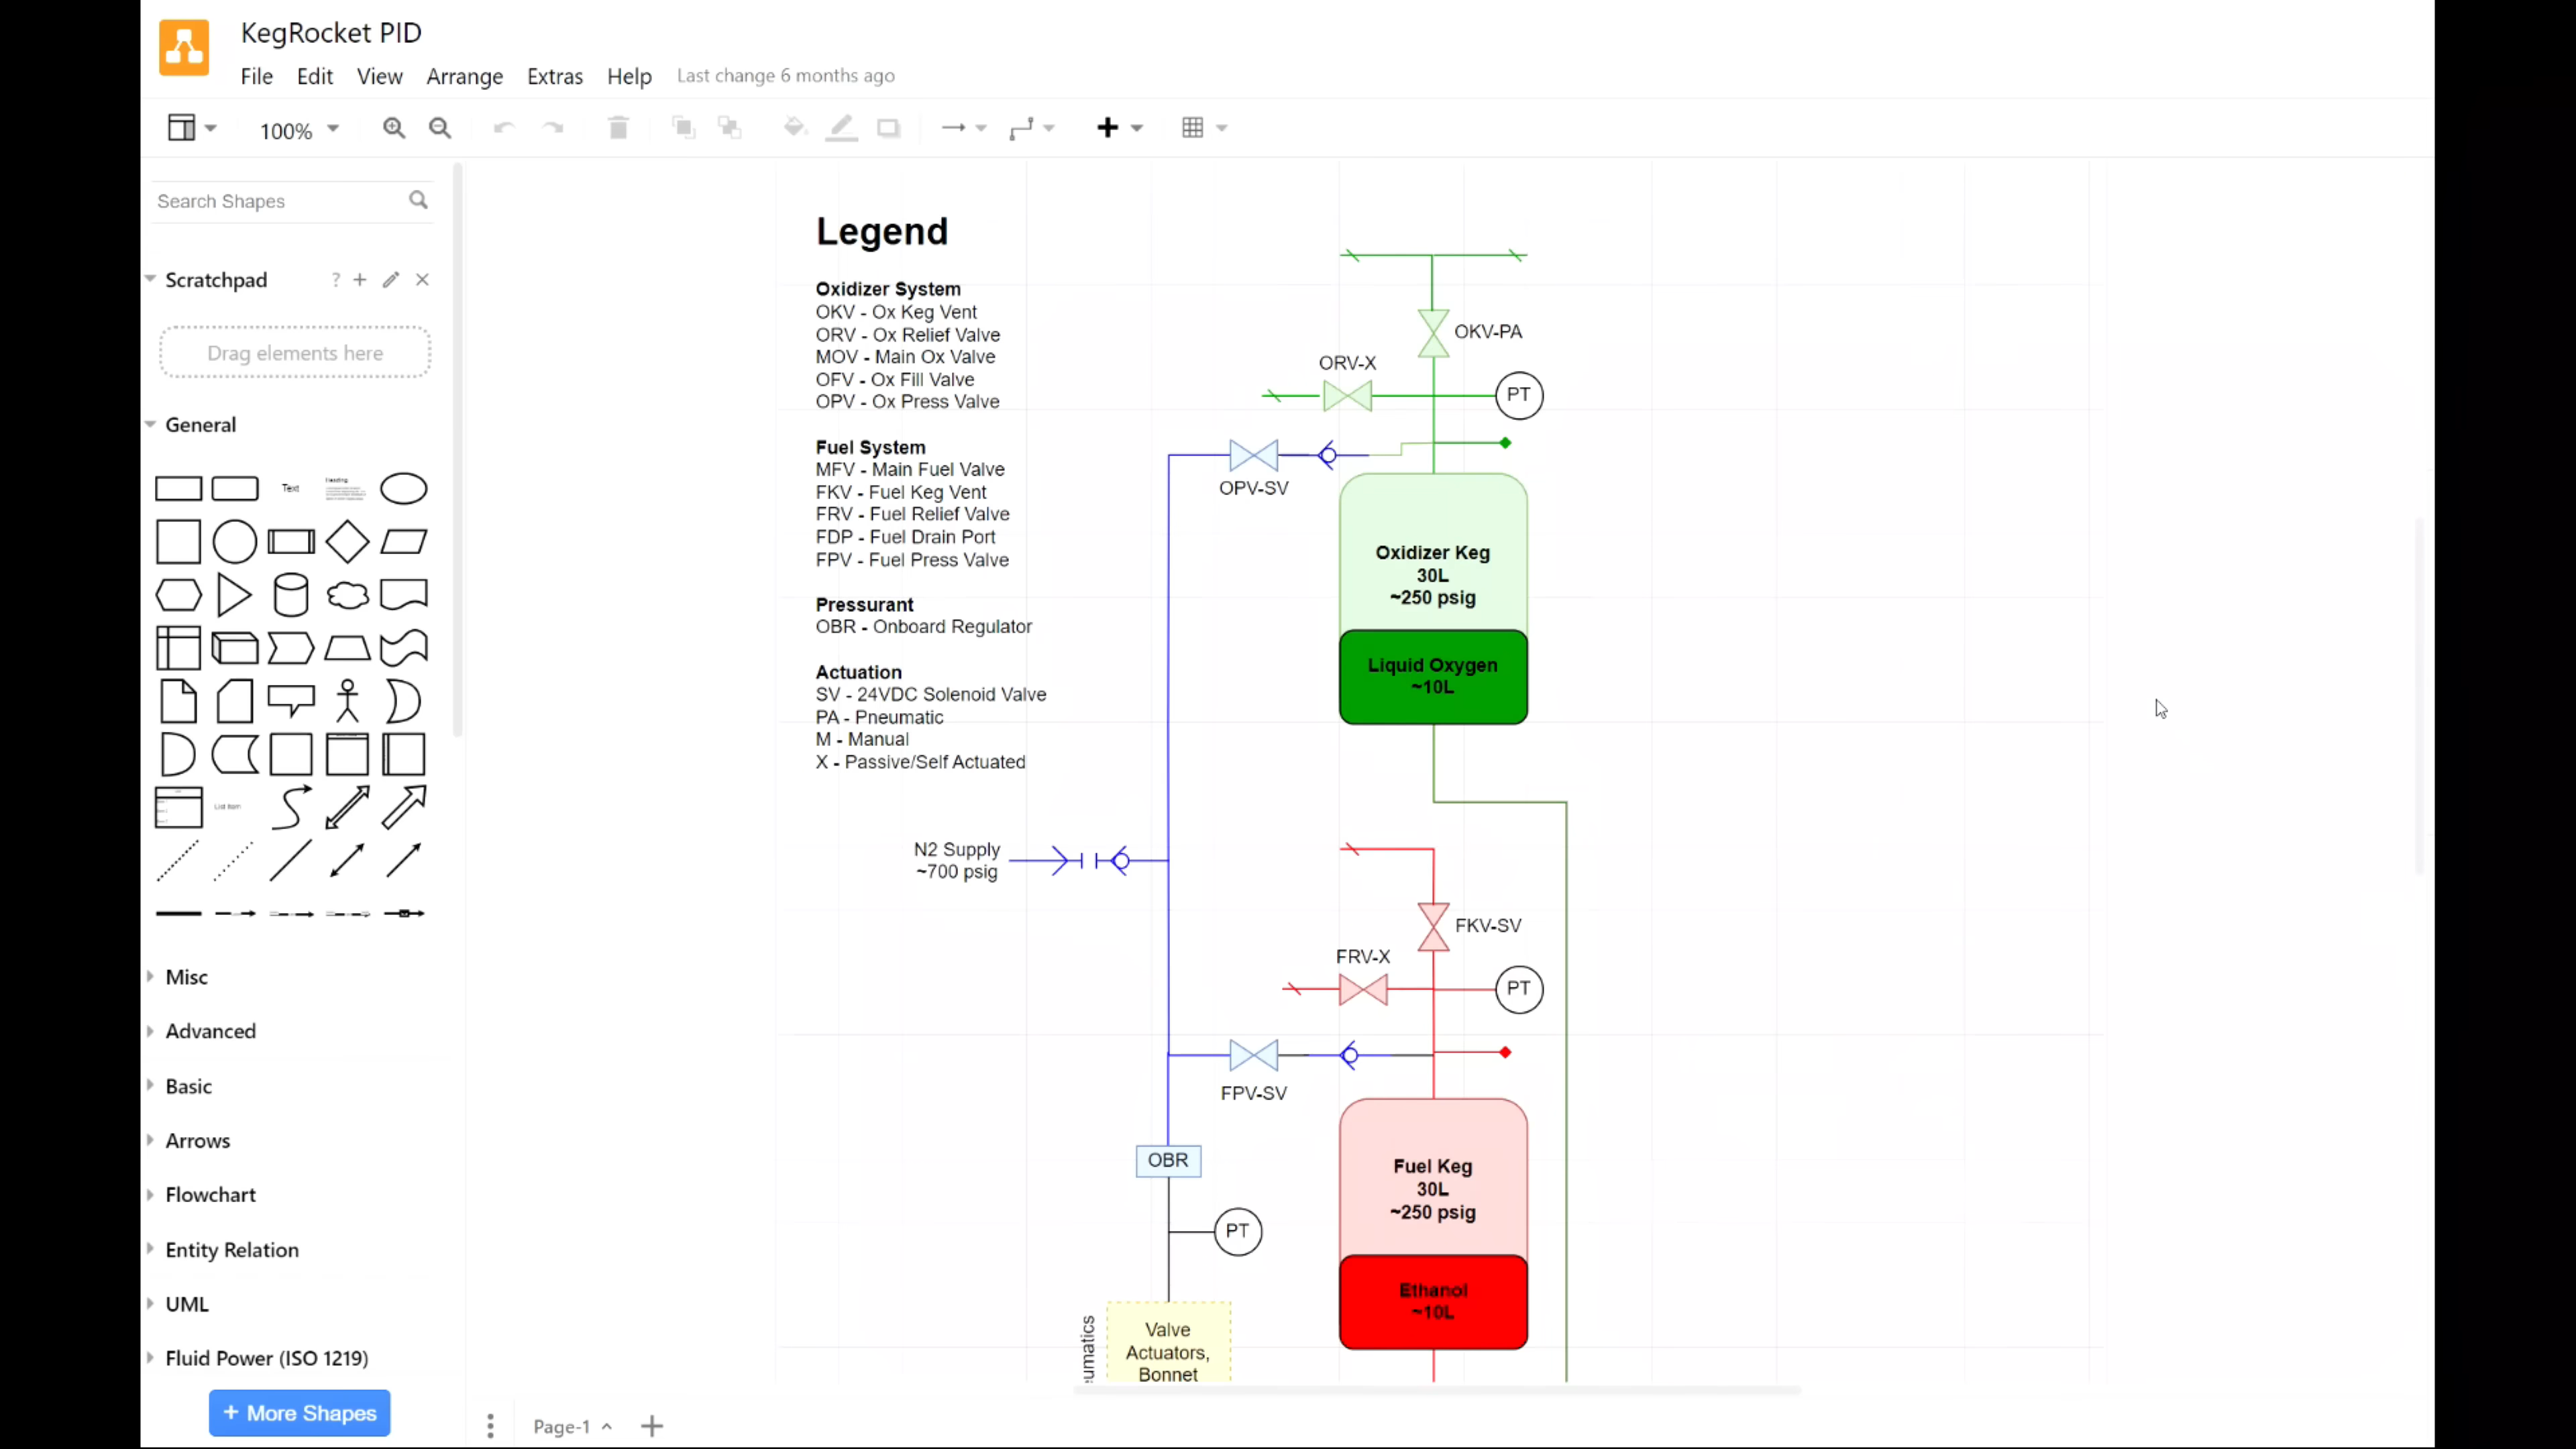 KegRocket PID
File Edit View Arrange Extras Help Last change 6 months ago
100%
Search Shapes
Scratchpad
?
Drag elements here
General
Text
Heading
List Item
Misc
Advanced
Basic
Arrows
Flowchart
Entity Relation
UML
Fluid Power (ISO 1219)
+ More Shapes
Legend
Oxidizer System
OKV - Ox Keg Vent
ORV - Ox Relief Valve
MOV - Main Ox Valve
OFV - Ox Fill Valve
OPV - Ox Press Valve
Fuel System
MFV - Main Fuel Valve
FKV - Fuel Keg Vent
FRV - Fuel Relief Valve
FDP - Fuel Drain Port
FPV - Fuel Press Valve
Pressurant
OBR - Onboard Regulator
Actuation
SV - 24VDC Solenoid Valve
PA - Pneumatic
M - Manual
X - Passive/Self Actuated
N2 Supply
~700 psig
OKV-PA
ORV-X
PT
OPV-SV
Oxidizer Keg
30L
~250 psig
Liquid Oxygen
~10L
FKV-SV
FRV-X
PT
FPV-SV
OBR
PT
Fuel Keg
30L
~250 psig
Ethanol
~10L
umatics
Valve
Actuators,
Bonnet
Page-1